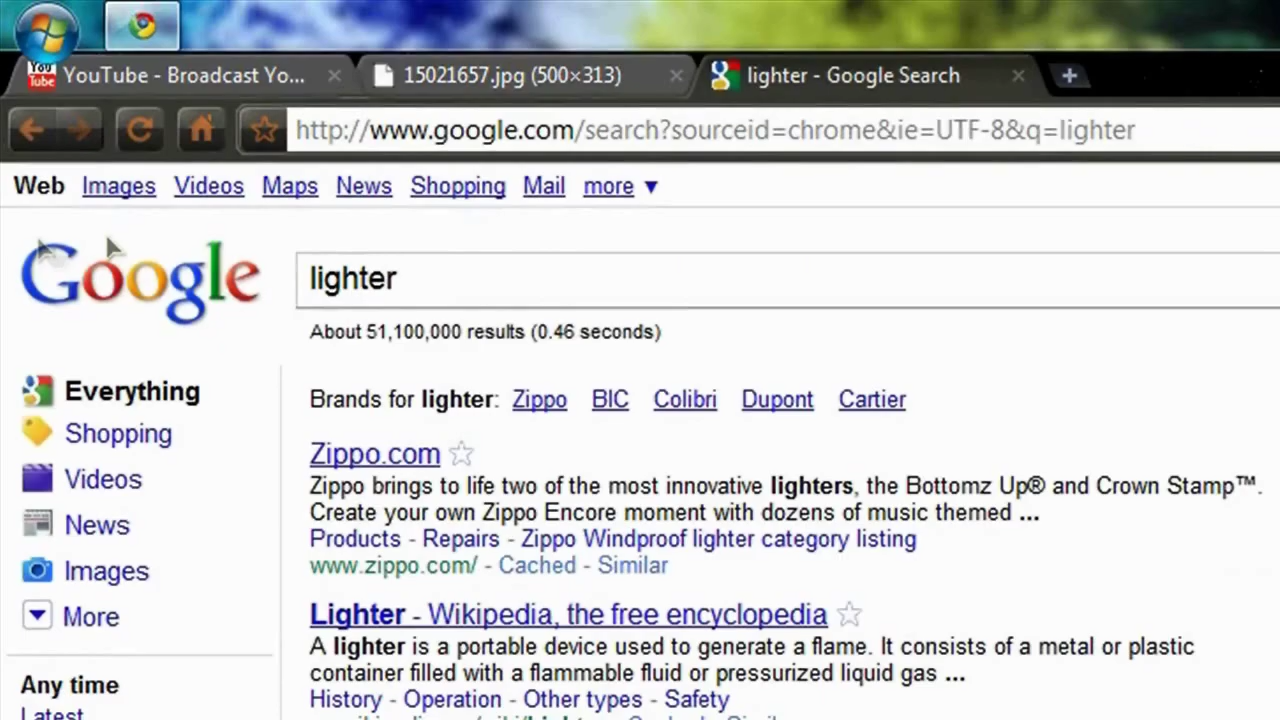 YouTube - Broadcast Yo...
15021657.jpg (500×313)
lighter - Google Search
You
Tube
http://www.google.com/search?sourceid=chrome&ie=UTF-8&q=lighter
Web Images Videos Maps News Shopping Mail more ▼
Google
lighter
About 51,100,000 results (0.46 seconds)
Everything
Shopping
Videos
News
Images
More
Any time
Latest
Brands for lighter: Zippo BIC Colibri Dupont Cartier
Zippo.com
Zippo brings to life two of the most innovative lighters, the Bottomz Up® and Crown Stamp™.
Create your own Zippo Encore moment with dozens of music themed ...
Products - Repairs - Zippo Windproof lighter category listing
www.zippo.com/ - Cached - Similar
Lighter - Wikipedia, the free encyclopedia
A lighter is a portable device used to generate a flame. It consists of a metal or plastic
container filled with a flammable fluid or pressurized liquid gas ...
History - Operation - Other types - Safety